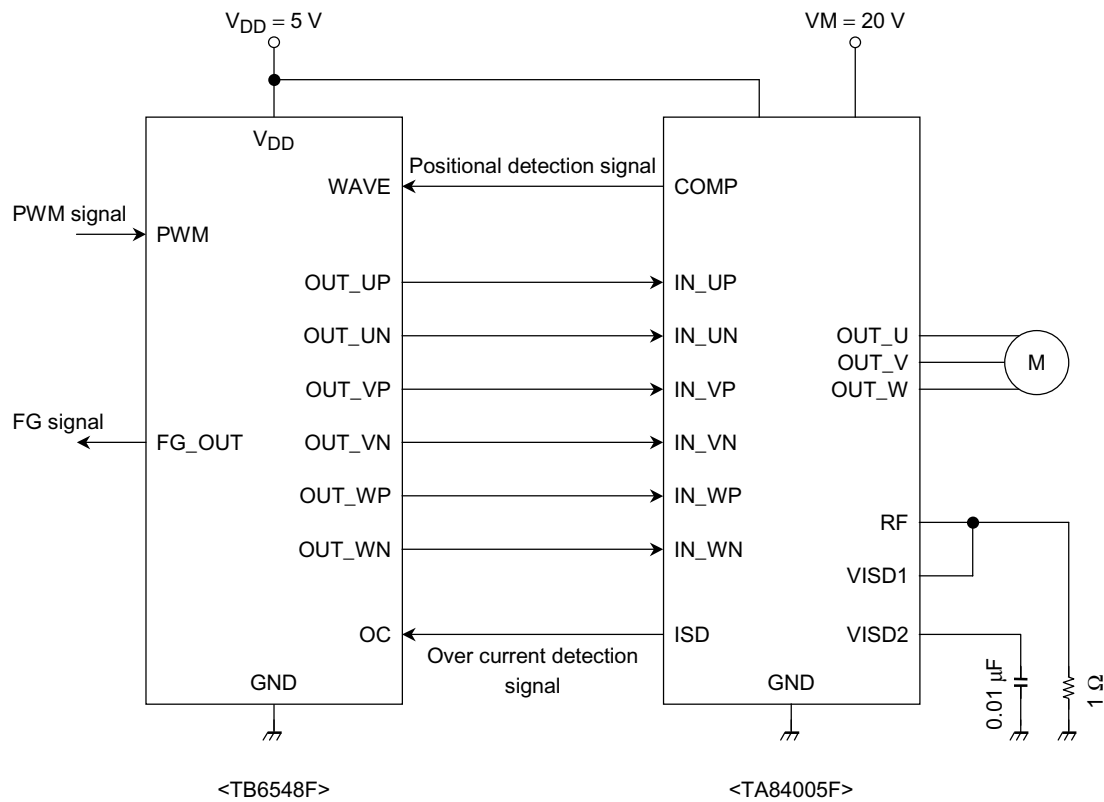 V_DD = 5 V
VM = 20 V
V_DD
Positional detection signal
WAVE
COMP
PWM signal
PWM
OUT_UP
IN_UP
OUT_UN
IN_UN
OUT_U
OUT_VP
IN_VP
OUT_V
M
OUT_W
FG signal
FG_OUT
OUT_VN
IN_VN
OUT_WP
IN_WP
RF
OUT_WN
IN_WN
VISD1
OC
ISD
VISD2
Over current detection
signal
GND
GND
0.01 μF
1 Ω
<TB6548F>
<TA84005F>